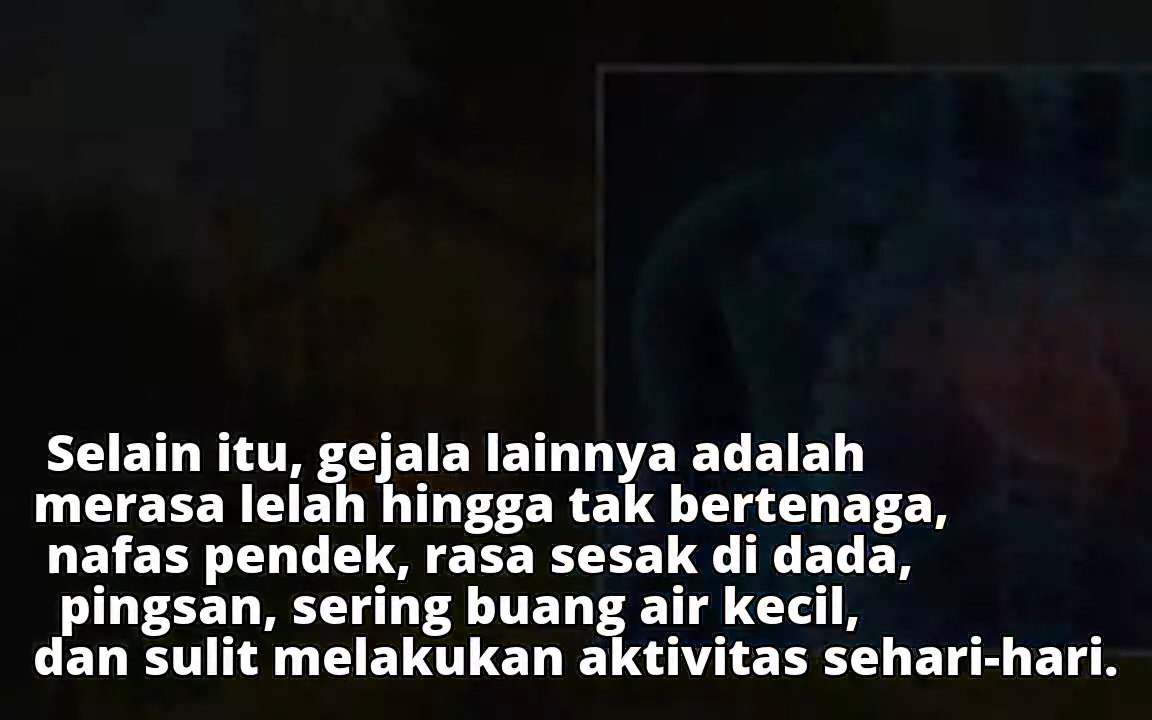 Selain itu, gejala lainnya adalah
merasa lelah hingga tak bertenaga,
nafas pendek, rasa sesak di dada,
pingsan, sering buang air kecil,
dan sulit melakukan aktivitas sehari-hari.